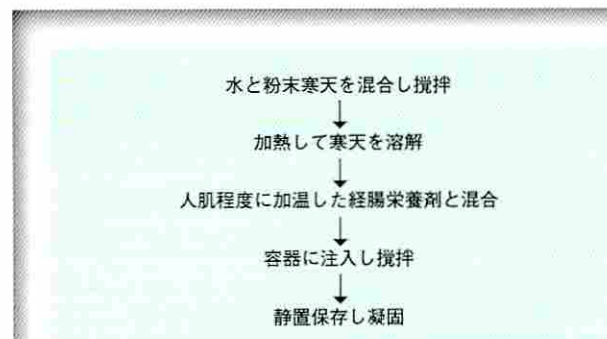 水と粉末寒天を混合し撹拌
加熱して寒天を溶解
人肌程度に加温した経腸栄養剤と混合
容器に注入し撹拌
静置保存し凝固